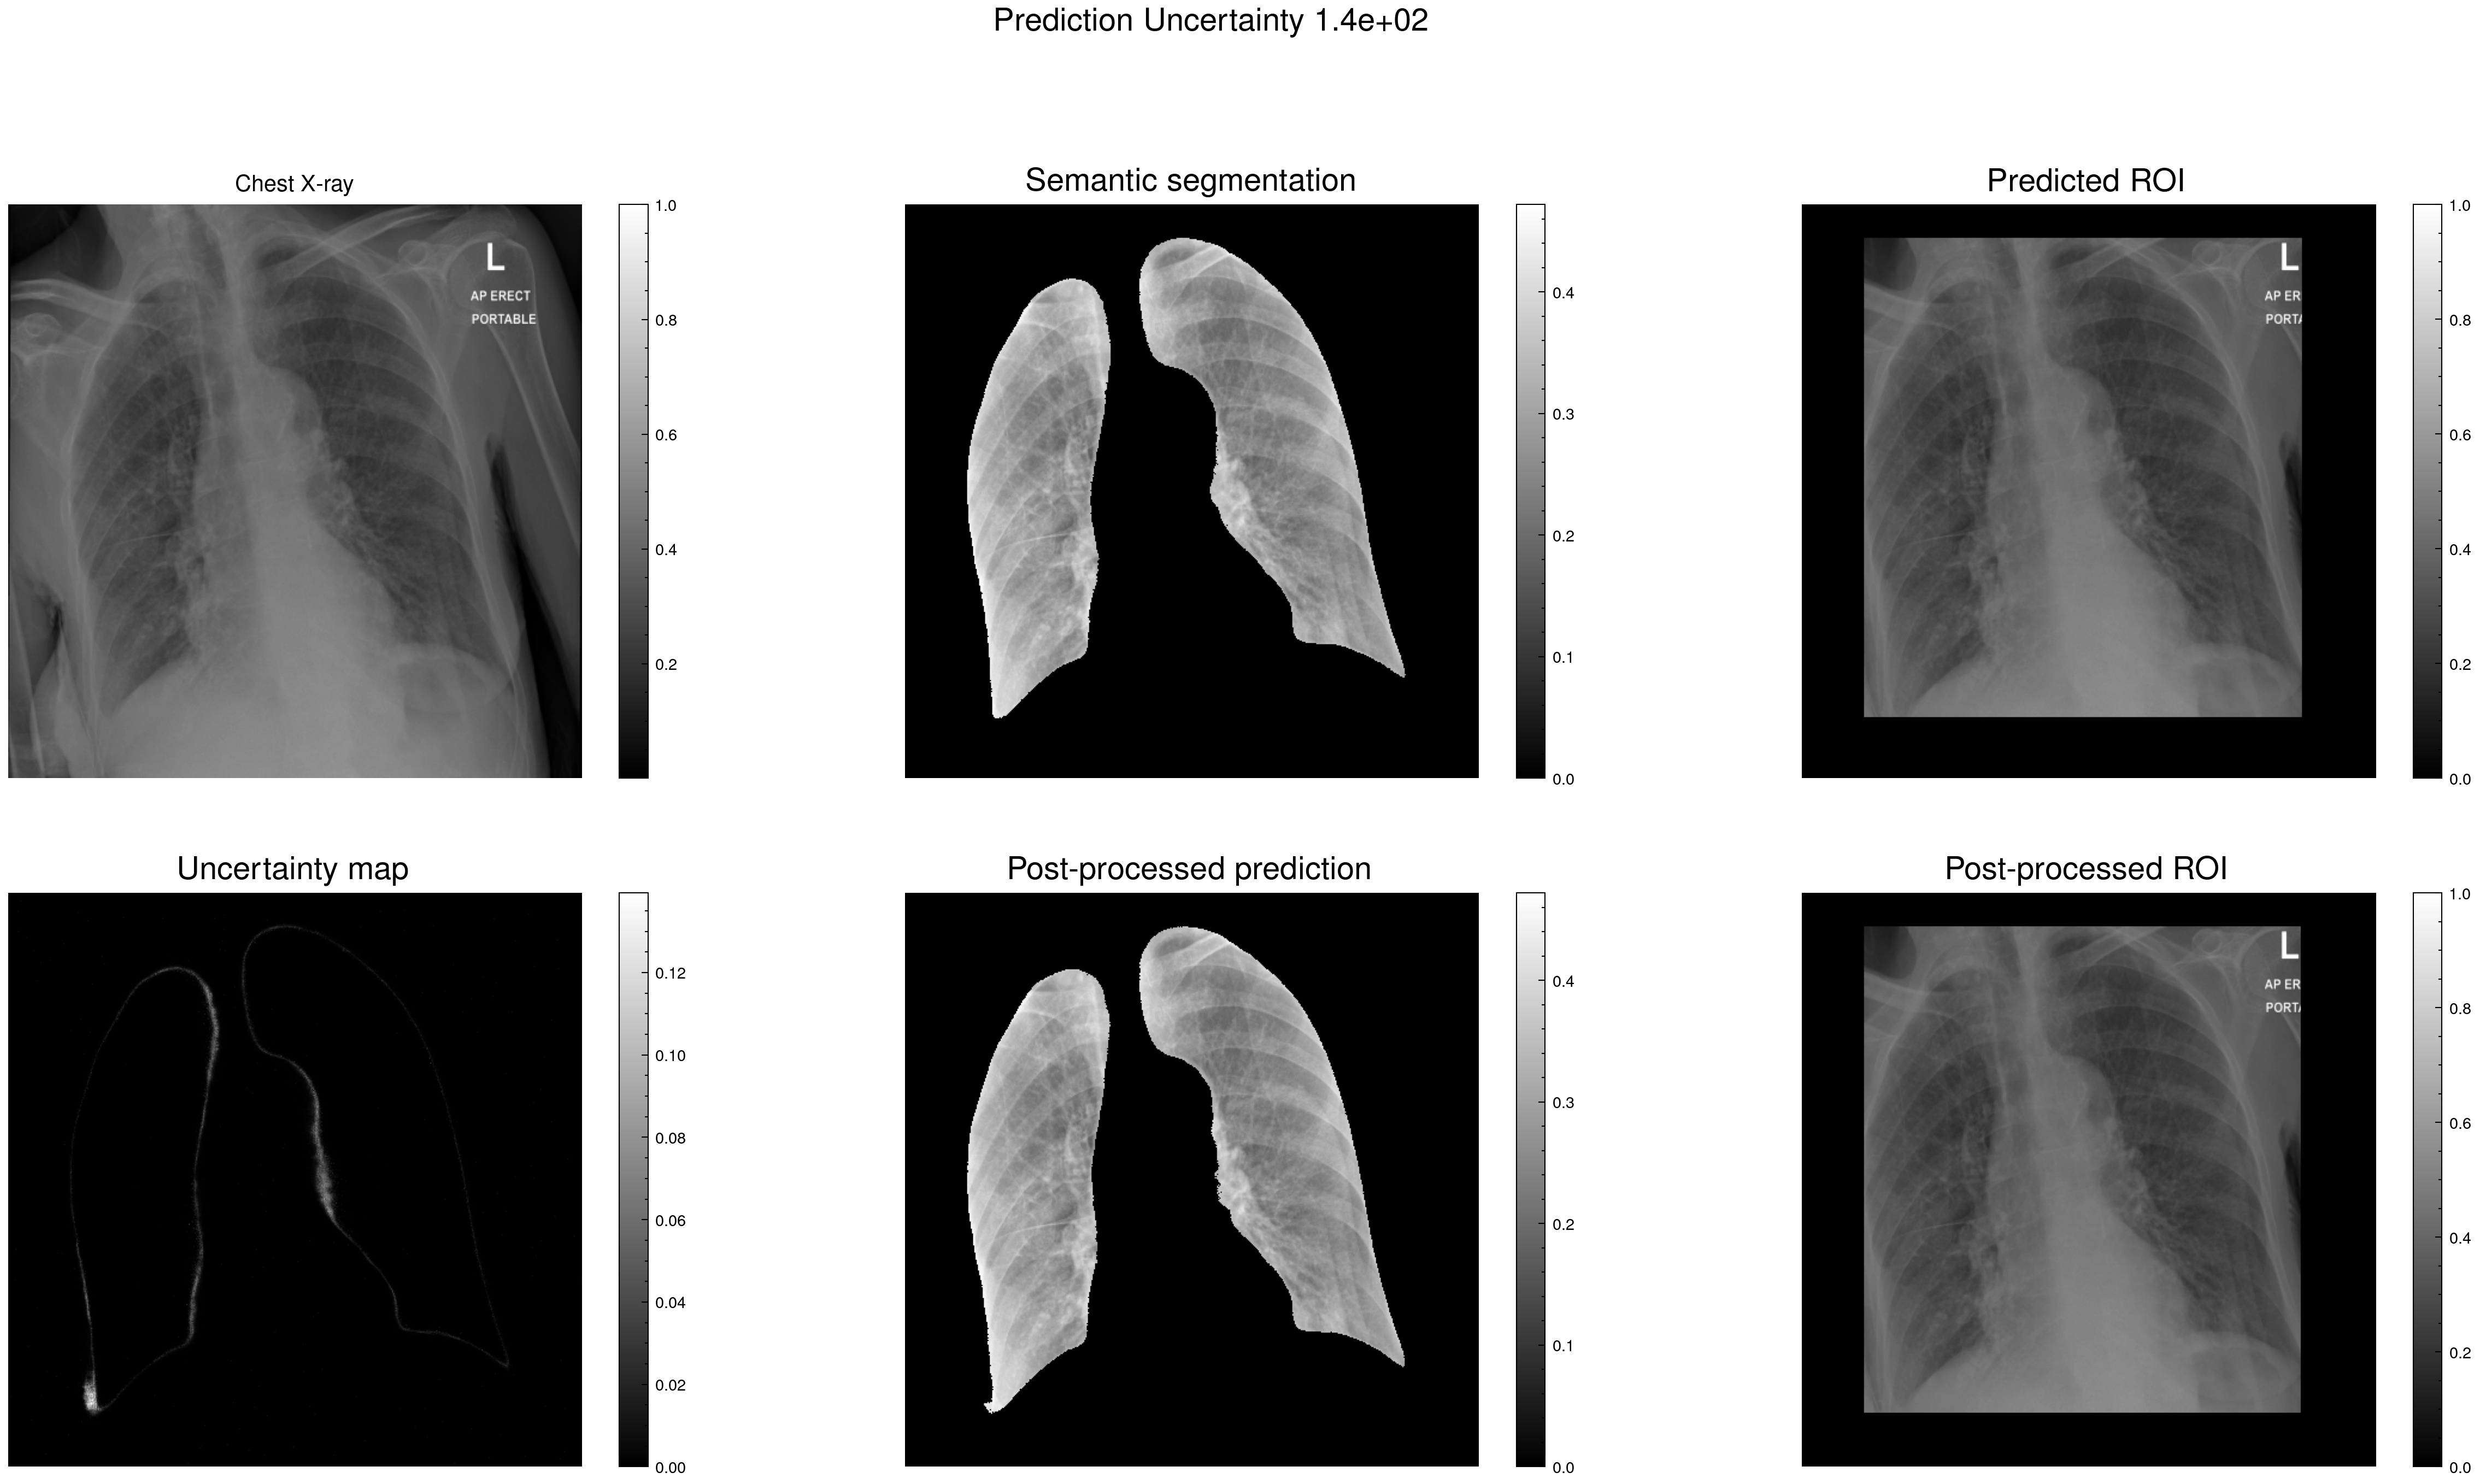 Prediction Uncertainty 1.4e+02
Chest X-ray
L
AP ERECT
PORTABLE
1.0
0.8
0.6
0.4
0.2
Semantic segmentation
0.4
0.3
0.2
0.1
0.0
Predicted ROI
L
AP ER
PORTA
1.0
0.8
0.6
0.4
0.2
0.0
Uncertainty map
0.12
0.10
0.08
0.06
0.04
0.02
0.00
Post-processed prediction
0.4
0.3
0.2
0.1
0.0
Post-processed ROI
L
AP ER
PORTA
1.0
0.8
0.6
0.4
0.2
0.0